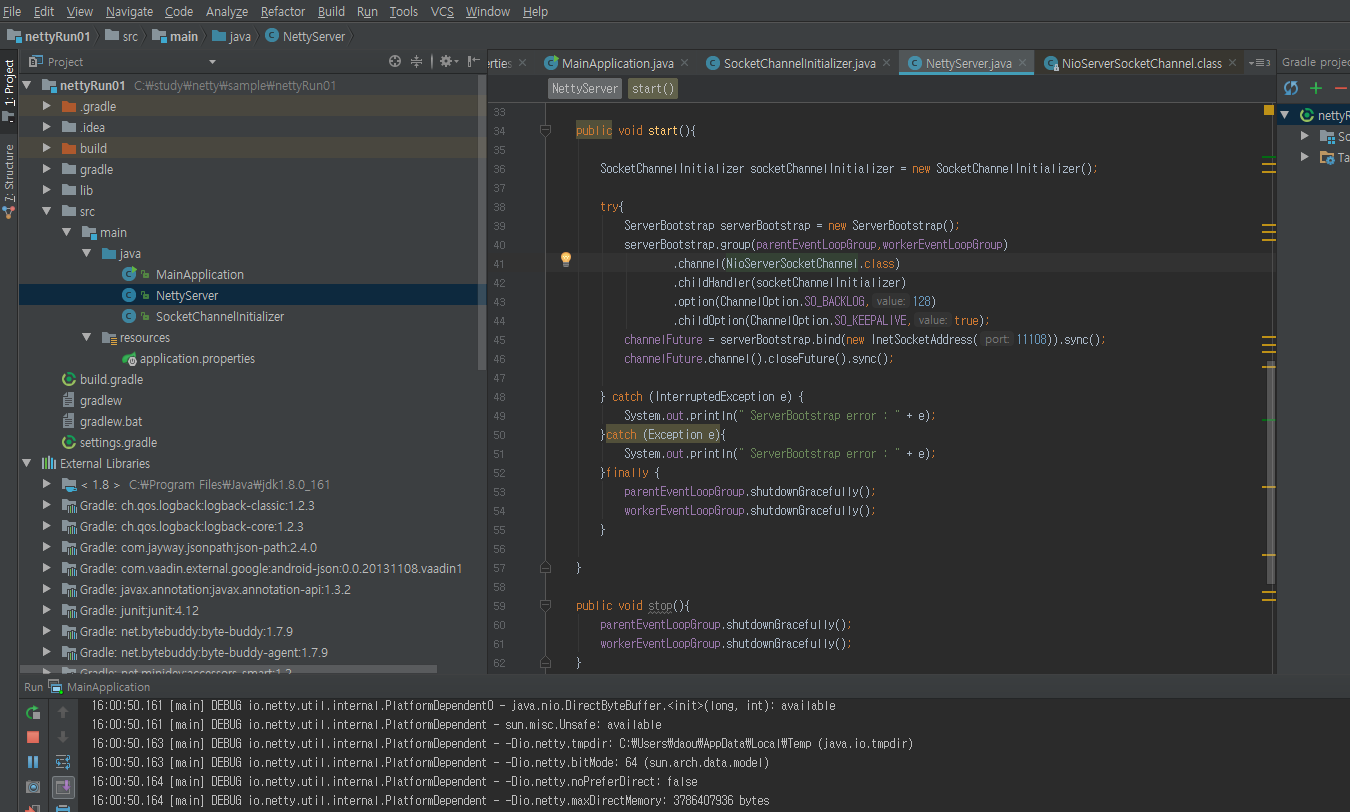 File Edit View Navigate Code Analyze Refactor Build Run Tools VCS Window Help
nettyRun01 src main java NettyServer
1: Project
7: Structure
Project
nettyRun01 C:₩study₩netty₩sample₩nettyRun01
.gradle
.idea
build
gradle
lib
src
main
java
MainApplication
NettyServer
SocketChannelInitializer
resources
application.properties
build.gradle
gradlew
gradlew.bat
settings.gradle
External Libraries
< 1.8 > C:₩Program Files₩Java₩jdk1.8.0_161
Gradle: ch.qos.logback:logback-classic:1.2.3
Gradle: ch.qos.logback:logback-core:1.2.3
Gradle: com.jayway.jsonpath:json-path:2.4.0
Gradle: com.vaadin.external.google:android-json:0.0.20131108.vaadin1
Gradle: javax.annotation:javax.annotation-api:1.3.2
Gradle: junit:junit:4.12
Gradle: net.bytebuddy:byte-buddy:1.7.9
Gradle: net.bytebuddy:byte-buddy-agent:1.7.9
Gradle: net.minidev:accessors-smart:1.2
erties MainApplication.java SocketChannelInitializer.java NettyServer.java NioServerSocketChannel.class 3
NettyServer start()
33
34 public void start(){
35
36 SocketChannelInitializer socketChannelInitializer = new SocketChannelInitializer();
37
38 try{
39 ServerBootstrap serverBootstrap = new ServerBootstrap();
40 serverBootstrap.group(parentEventLoopGroup,workerEventLoopGroup)
41 .channel(NioServerSocketChannel.class)
42 .childHandler(socketChannelInitializer)
43 .option(ChannelOption.SO_BACKLOG, value: 128)
44 .childOption(ChannelOption.SO_KEEPALIVE, value: true);
45 channelFuture = serverBootstrap.bind(new InetSocketAddress( port: 11108)).sync();
46 channelFuture.channel().closeFuture().sync();
47
48 } catch (InterruptedException e) {
49 System.out.println(" ServerBootstrap error : " + e);
50 }catch (Exception e){
51 System.out.println(" ServerBootstrap error : " + e);
52 }finally {
53 parentEventLoopGroup.shutdownGracefully();
54 workerEventLoopGroup.shutdownGracefully();
55 }
56
57 }
58
59 public void stop(){
60 parentEventLoopGroup.shutdownGracefully();
61 workerEventLoopGroup.shutdownGracefully();
62 }
Gradle projec
nettyR
So
Ta
Run MainApplication
16:00:50.161 [main] DEBUG io.netty.util.internal.PlatformDependent0 - java.nio.DirectByteBuffer.<init>(long, int): available
16:00:50.161 [main] DEBUG io.netty.util.internal.PlatformDependent - sun.misc.Unsafe: available
16:00:50.163 [main] DEBUG io.netty.util.internal.PlatformDependent - -Dio.netty.tmpdir: C:₩Users₩daou₩AppData₩Local₩Temp (java.io.tmpdir)
16:00:50.163 [main] DEBUG io.netty.util.internal.PlatformDependent - -Dio.netty.bitMode: 64 (sun.arch.data.model)
16:00:50.164 [main] DEBUG io.netty.util.internal.PlatformDependent - -Dio.netty.noPreferDirect: false
16:00:50.164 [main] DEBUG io.netty.util.internal.PlatformDependent - -Dio.netty.maxDirectMemory: 3786407936 bytes